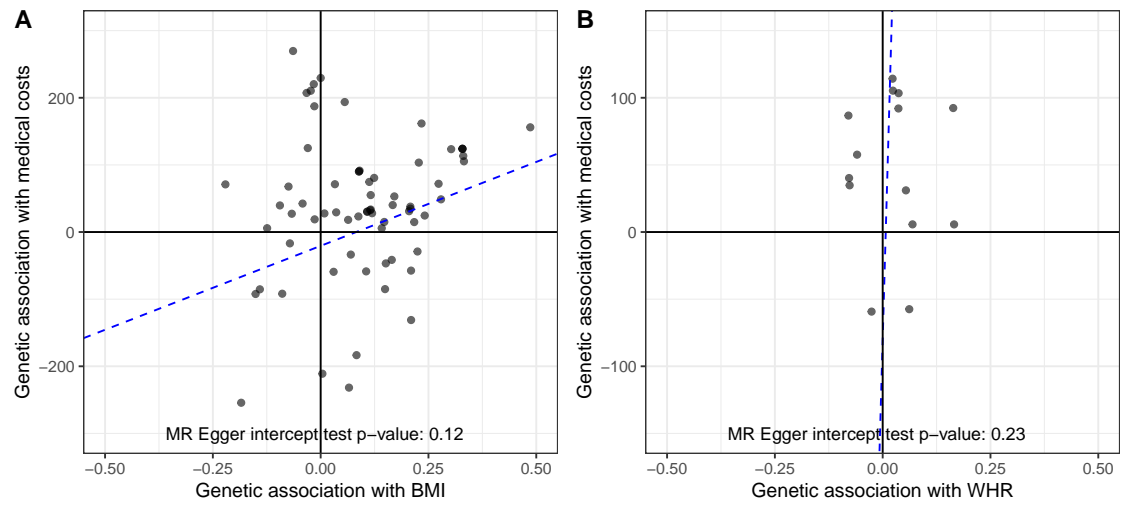 A
Genetic association with medical costs
200
0
−200
MR Egger intercept test p−value: 0.12
−0.50
−0.25
0.00
0.25
0.50
Genetic association with BMI
B
Genetic association with medical costs
100
0
−100
MR Egger intercept test p−value: 0.23
−0.50
−0.25
0.00
0.25
0.50
Genetic association with WHR